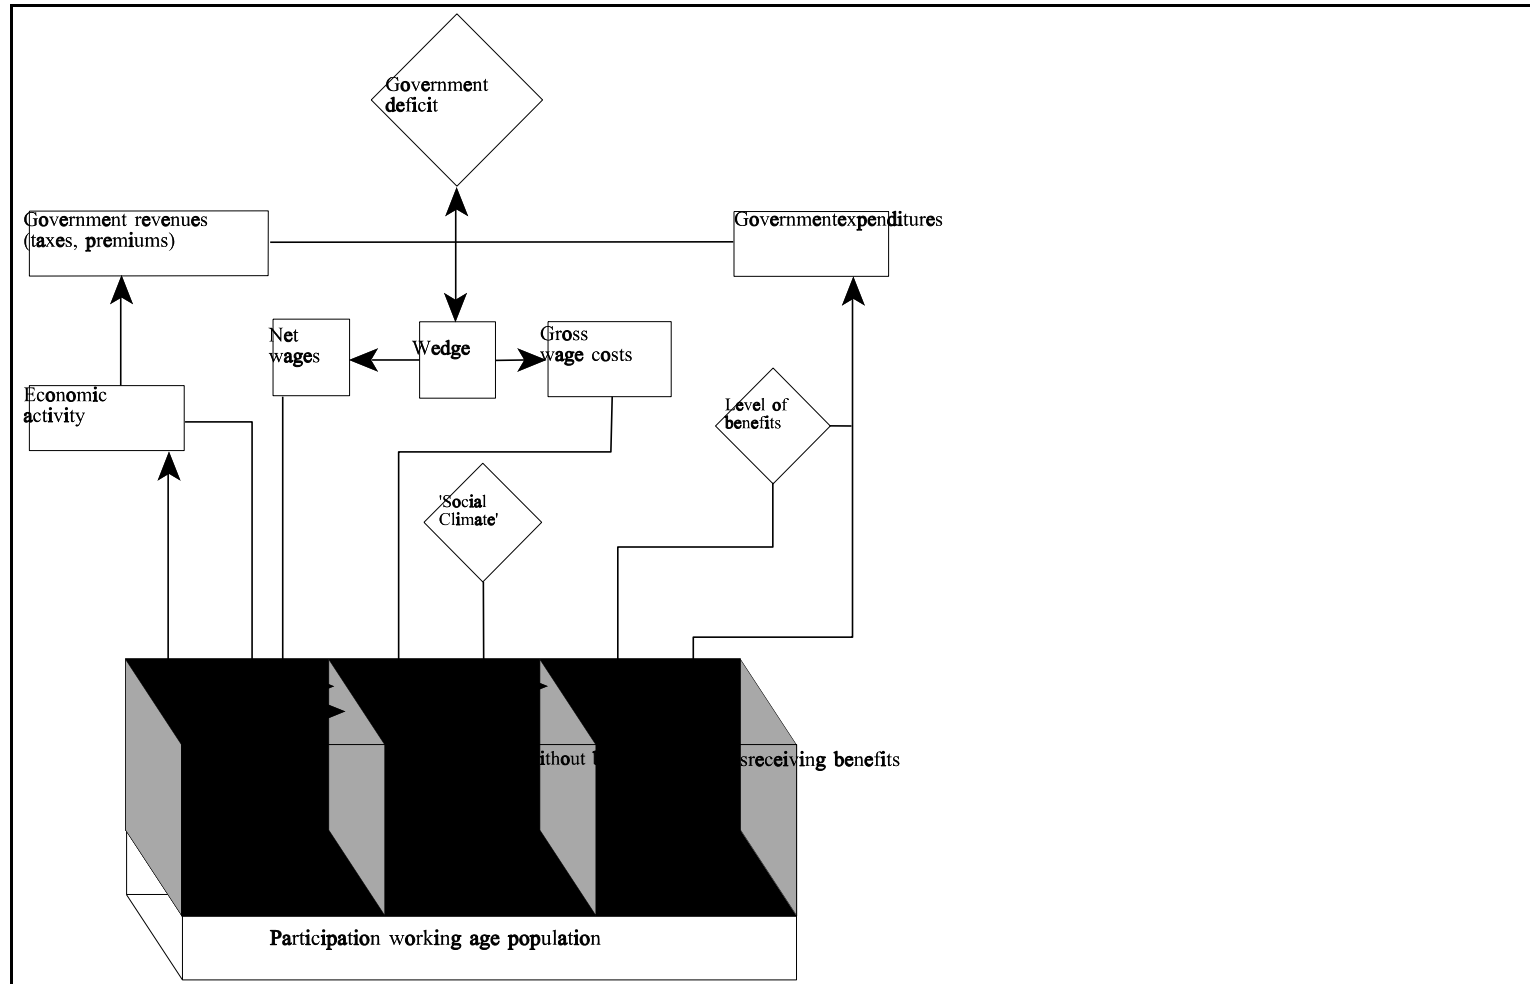 Government
deficit
Government revenues
(taxes, premiums)
Governmentexpenditures
Net
wages
Wedge
Gross
wage costs
Economic
activity
Level of
benefits
'Social
Climate'
ithout
sreceiving benefits
Participation working age population